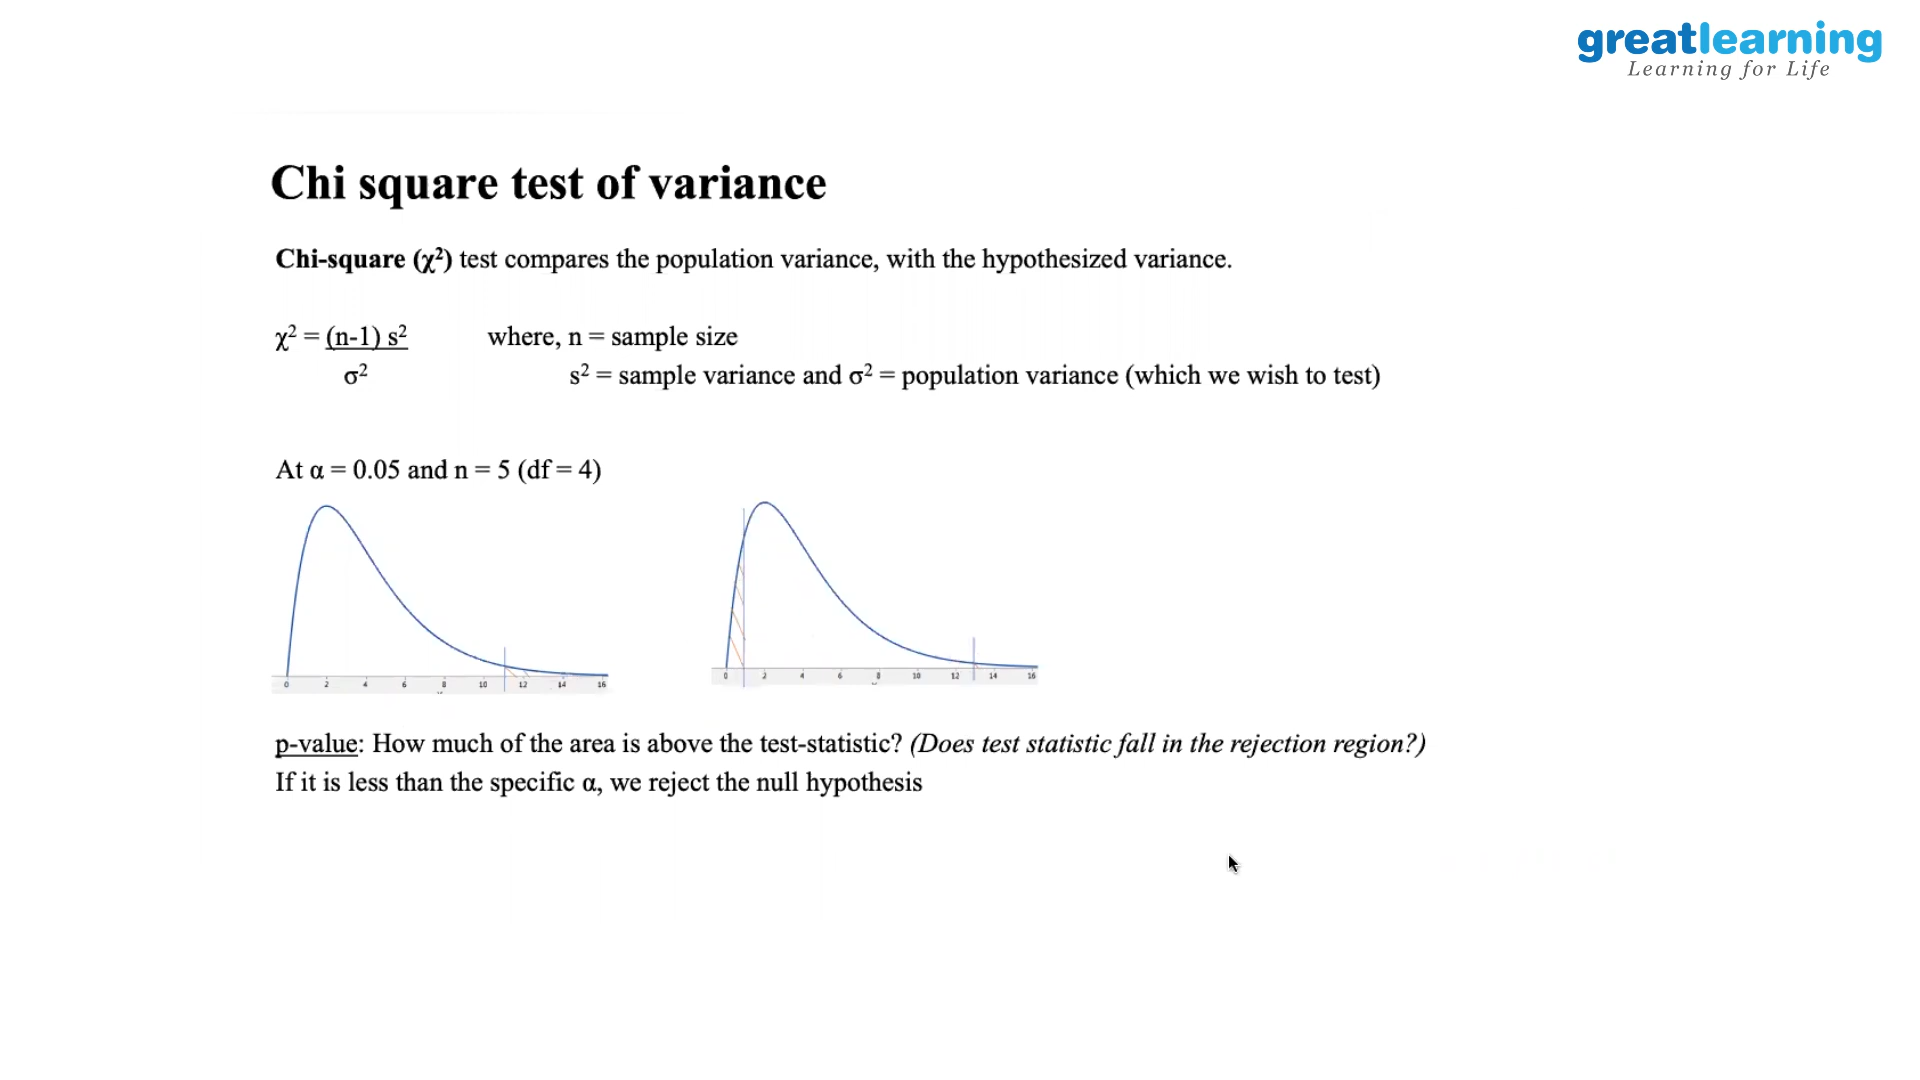 greatlearning
Learning for Life
Chi square test of variance
Chi-square (χ²) test compares the population variance, with the hypothesized variance.
χ² = (n-1) s² where, n = sample size
σ² s² = sample variance and σ² = population variance (which we wish to test)
At α = 0.05 and n = 5 (df = 4)
0 2 4 6 8 10 12 14 16
0 2 4 6 8 10 12 14 16
p-value: How much of the area is above the test-statistic? (Does test statistic fall in the rejection region?)
If it is less than the specific α, we reject the null hypothesis